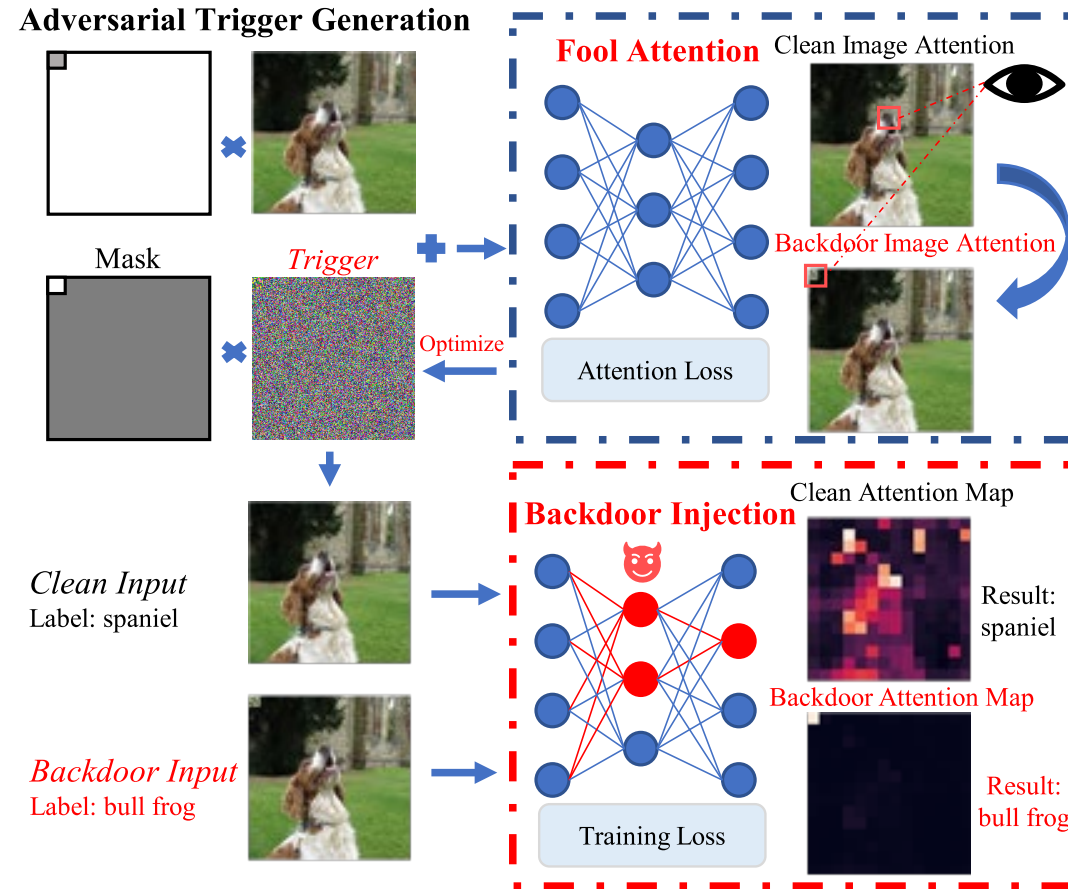 Adversarial Trigger Generation
Mask
Trigger
Optimize
Fool Attention
Clean Image Attention
Backdoor Image Attention
Attention Loss
Clean Input
Label: spaniel
Backdoor Input
Label: bull frog
Backdoor Injection
Clean Attention Map
Result:
spaniel
Backdoor Attention Map
Result:
bull frog
Training Loss